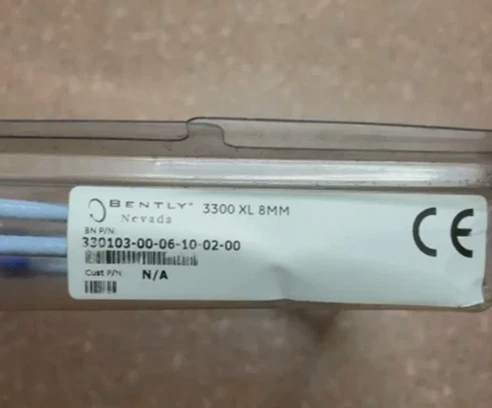 BENTLY 3300 XL 8MM
Nevada
BN P/N:
330103-00-06-10-02-00
Cust P/N: N/A
CE